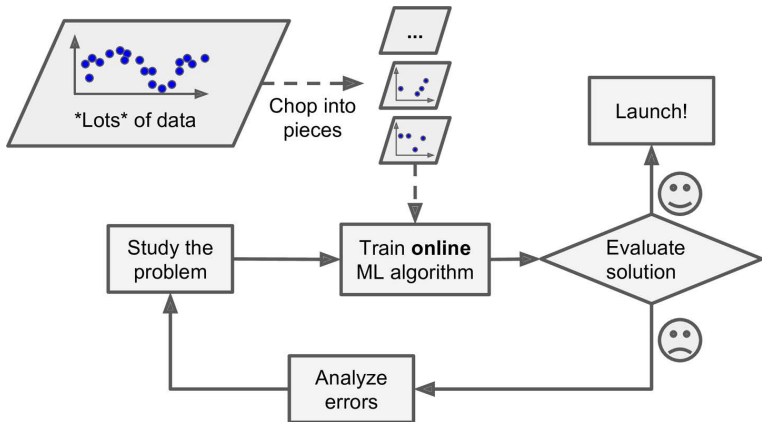 *Lots* of data
Chop into
pieces
...
Launch!
Study the
problem
Train online
ML algorithm
Evaluate
solution
Analyze
errors